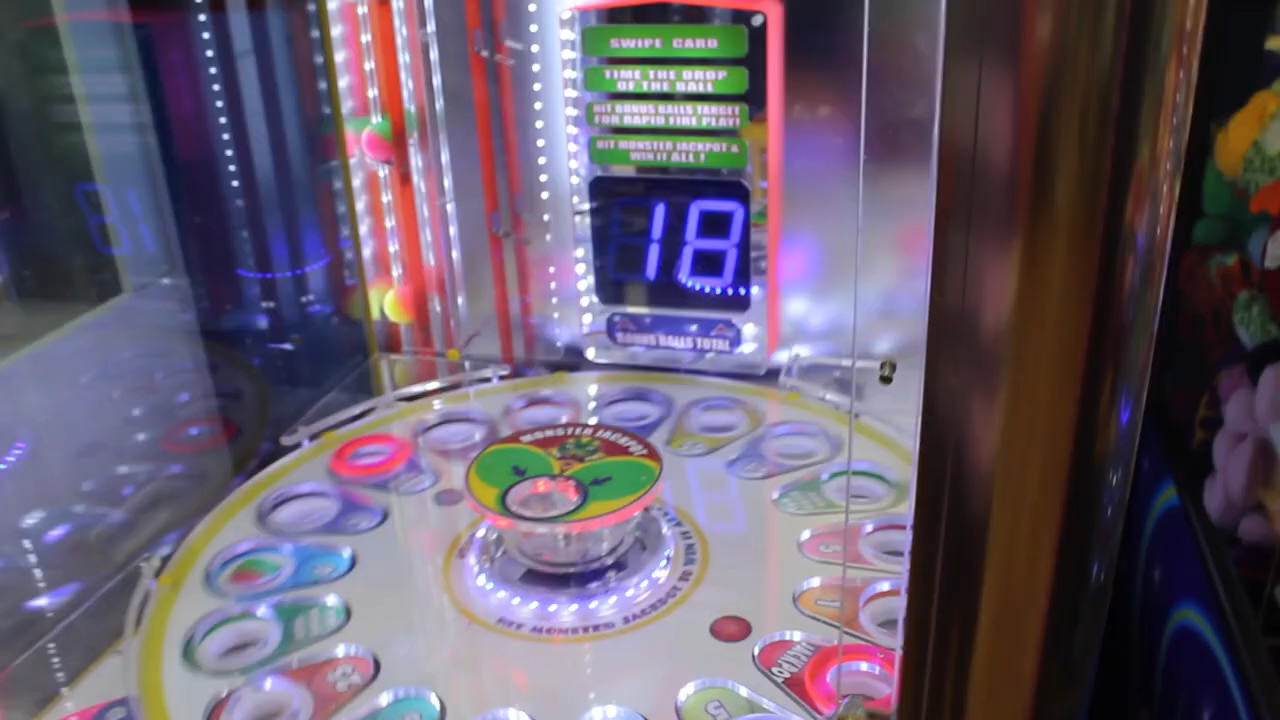 SWIPE CARD
TIME THE DROP
OF THE BALL
HIT BONUS BALLS TARGET
FOR RAPID FIRE PLAY!
HIT MONSTER JACKPOT &
WIN IT ALL !
18
BONUS BALLS TOTAL
MONSTER JACKPOT
HIT MONSTER JACKPOT TO WIN IT ALL
JACKPOT
5